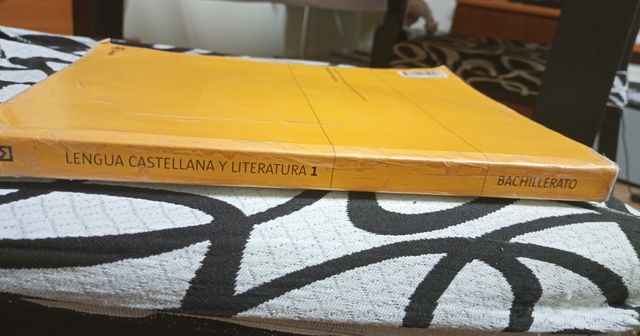 LENGUA CASTELLANA Y LITERATURA 1
BACHILLERATO